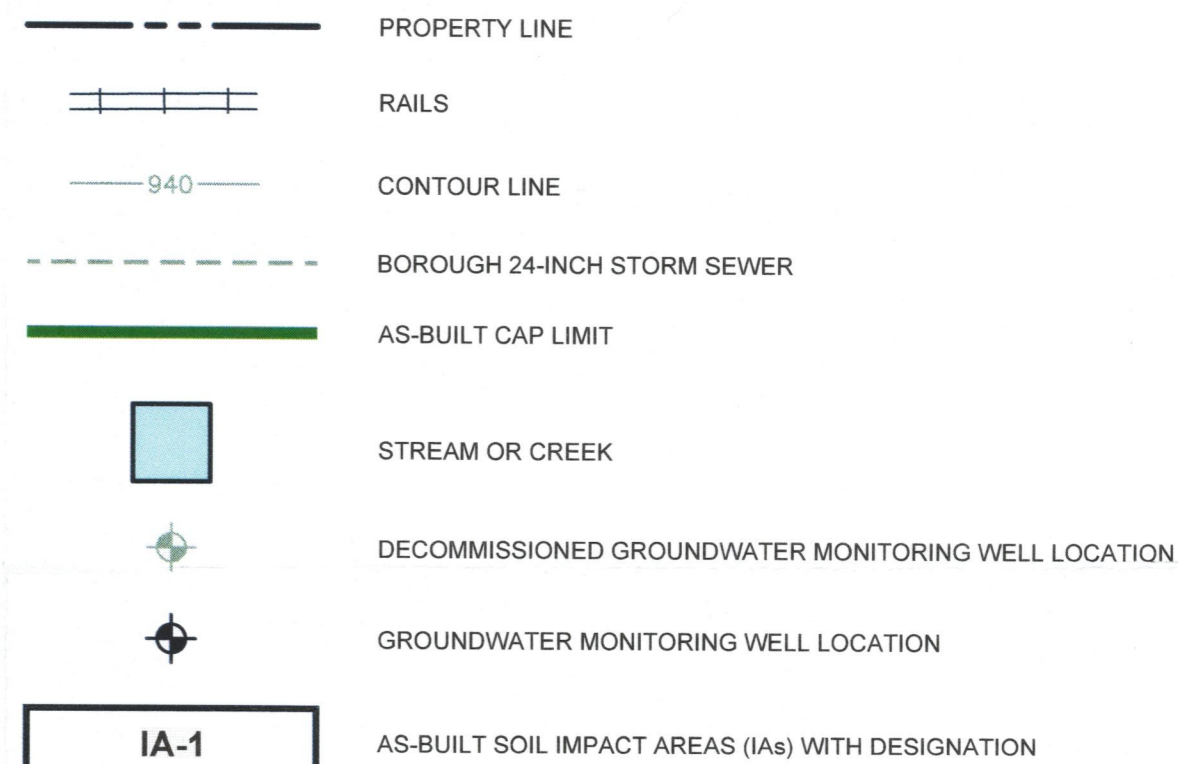 PROPERTY LINE
RAILS
940 CONTOUR LINE
BOROUGH 24-INCH STORM SEWER
AS-BUILT CAP LIMIT
STREAM OR CREEK
DECOMMISSIONED GROUNDWATER MONITORING WELL LOCATION
GROUNDWATER MONITORING WELL LOCATION
IA-1 AS-BUILT SOIL IMPACT AREAS (IAs) WITH DESIGNATION